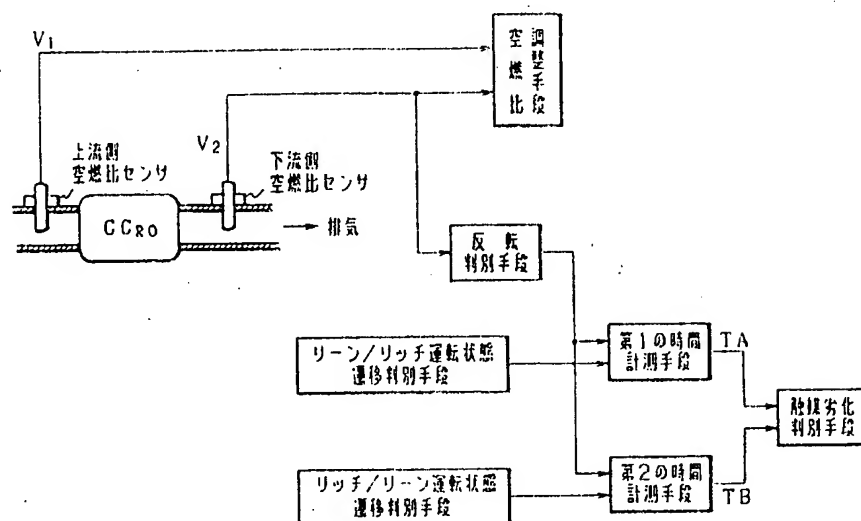 V1
空燃比
調整手段
上流側
空燃比センサ
V2
下流側
空燃比センサ
CCRO
排気
反転
判別手段
リーン/リッチ運転状態
遷移判別手段
第1の時間
計測手段
TA
触媒劣化
判別手段
リッチ/リーン運転状態
遷移判別手段
第2の時間
計測手段
TB